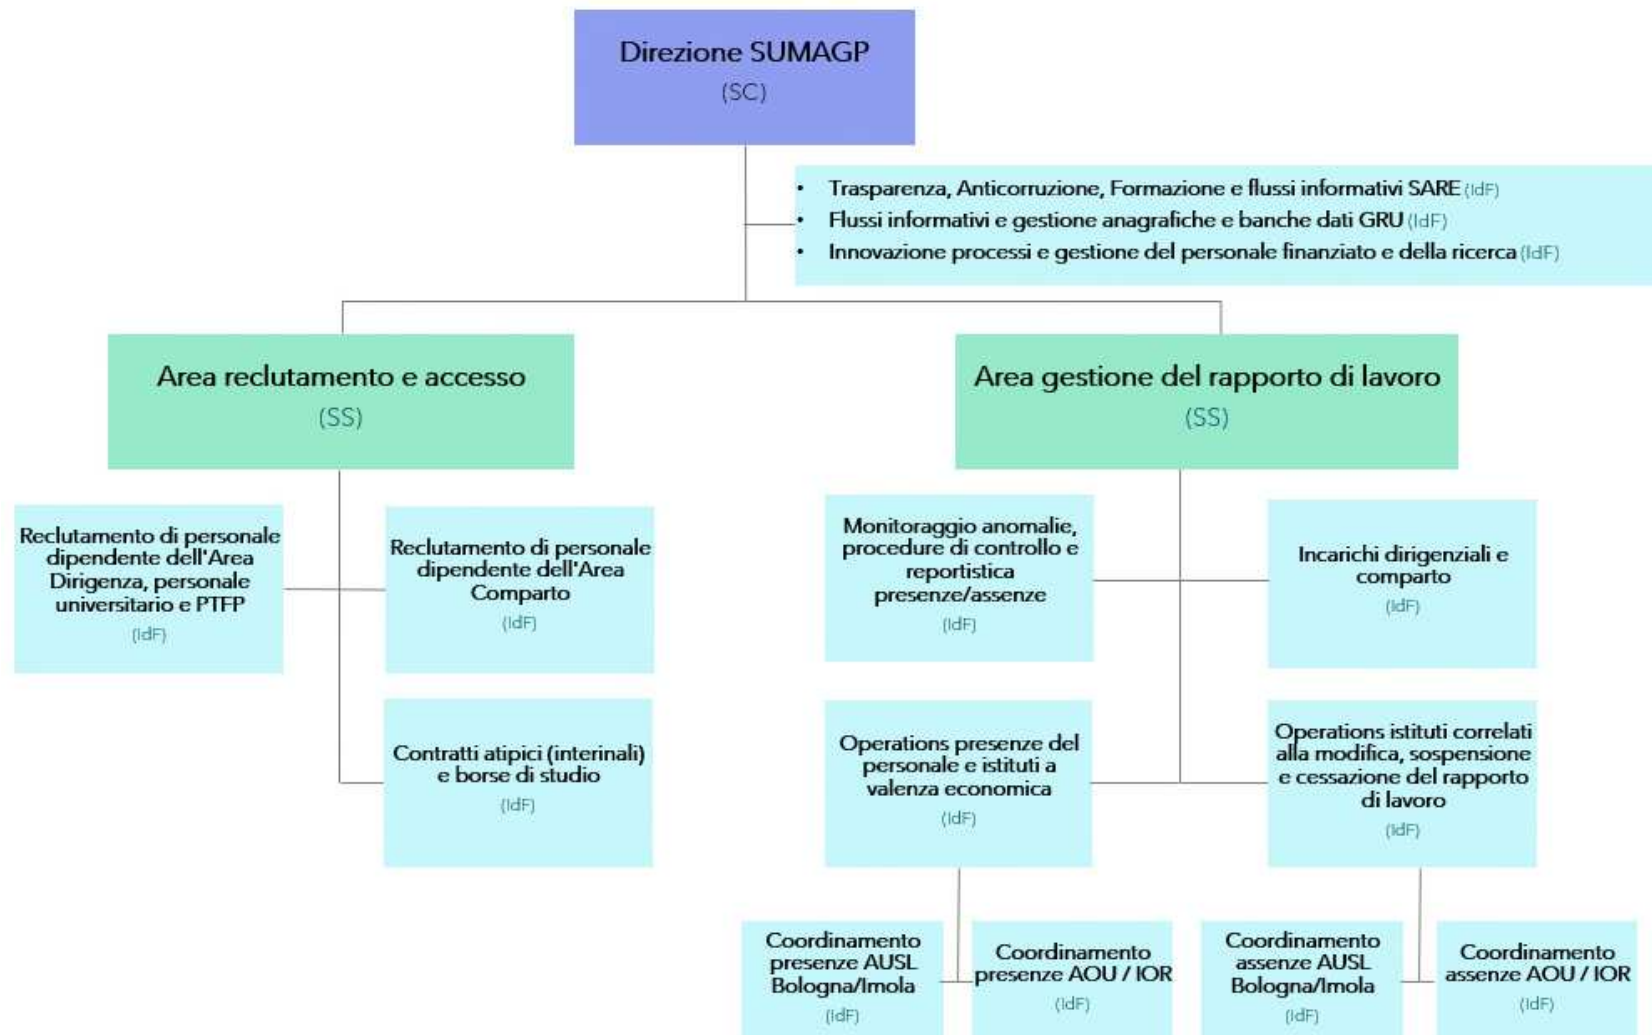 Direzione SUMAGP
(SC)
• Trasparenza, Anticorruzione, Formazione e flussi informativi SARE (IdF)
• Flussi informativi e gestione anagrafiche e banche dati GRU (IdF)
• Innovazione processi e gestione del personale finanziato e della ricerca (IdF)
Area reclutamento e accesso
(SS)
Area gestione del rapporto di lavoro
(SS)
Reclutamento di personale
dipendente dell'Area
Dirigenza, personale
universitario e PTFP
(IdF)
Reclutamento di personale
dipendente dell'Area
Comparto
(IdF)
Contratti atipici (interinali)
e borse di studio
(IdF)
Monitoraggio anomalie,
procedure di controllo e
reportistica
presenze/assenze
(IdF)
Incarichi dirigenziali e
comparto
(IdF)
Operations presenze del
personale e istituti a
valenza economica
(IdF)
Operations istituti correlati
alla modifica, sospensione
e cessazione del rapporto
di lavoro
(IdF)
Coordinamento
presenze AUSL
Bologna/Imola
(IdF)
Coordinamento
presenze AOU / IOR
(IdF)
Coordinamento
assenze AUSL
Bologna/Imola
(IdF)
Coordinamento
assenze AOU / IOR
(IdF)